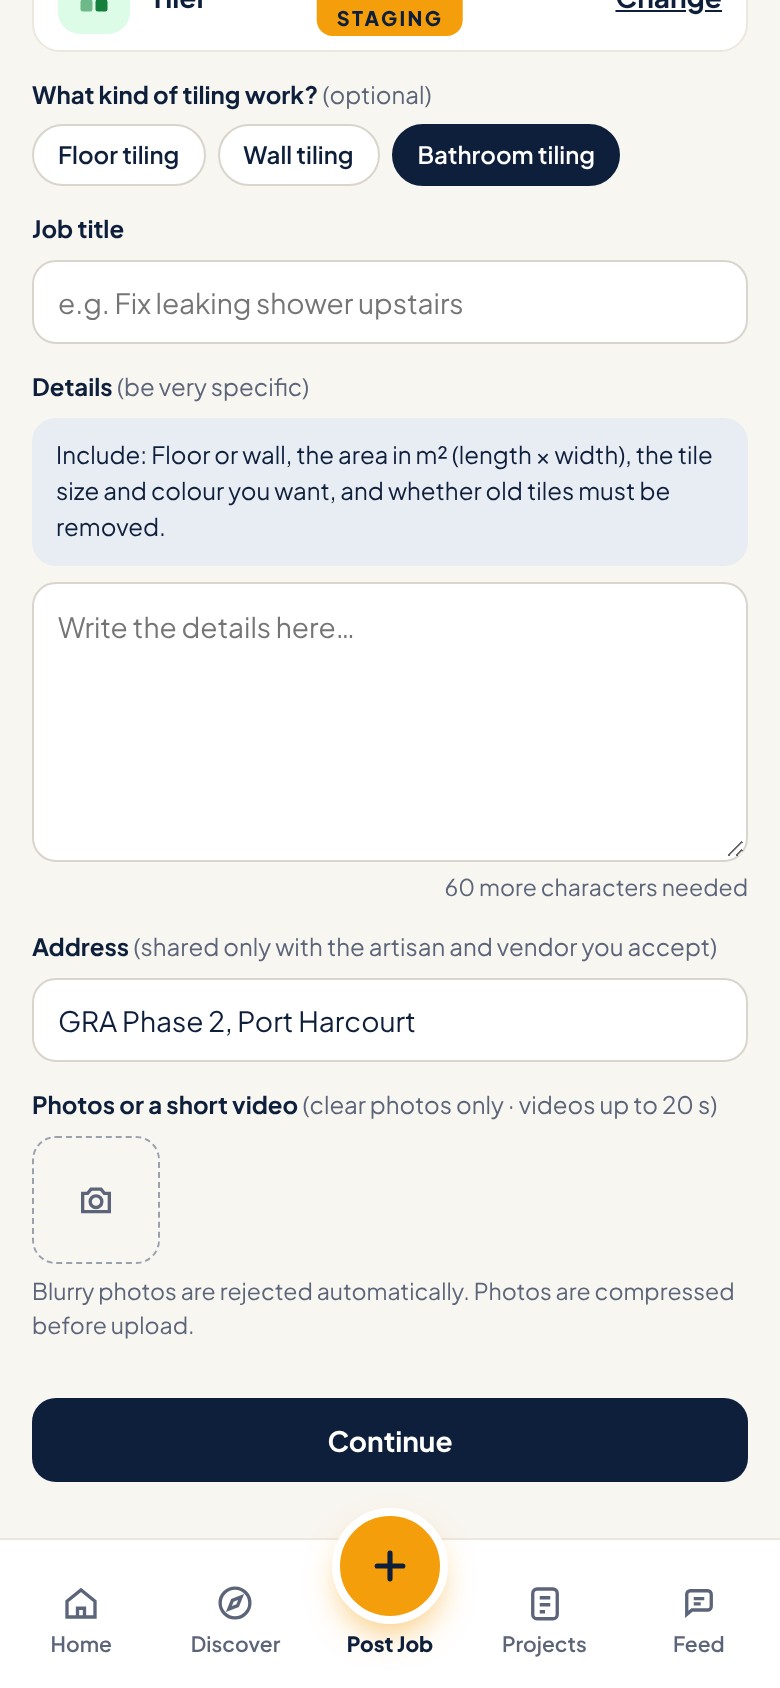 Tiler
STAGING
Change
What kind of tiling work? (optional)
Floor tiling
Wall tiling
Bathroom tiling
Job title
e.g. Fix leaking shower upstairs
Details (be very specific)
Include: Floor or wall, the area in m² (length × width), the tile
size and colour you want, and whether old tiles must be
removed.
Write the details here...
60 more characters needed
Address (shared only with the artisan and vendor you accept)
GRA Phase 2, Port Harcourt
Photos or a short video (clear photos only · videos up to 20 s)
Blurry photos are rejected automatically. Photos are compressed
before upload.
Continue
Home
Discover
Post Job
Projects
Feed